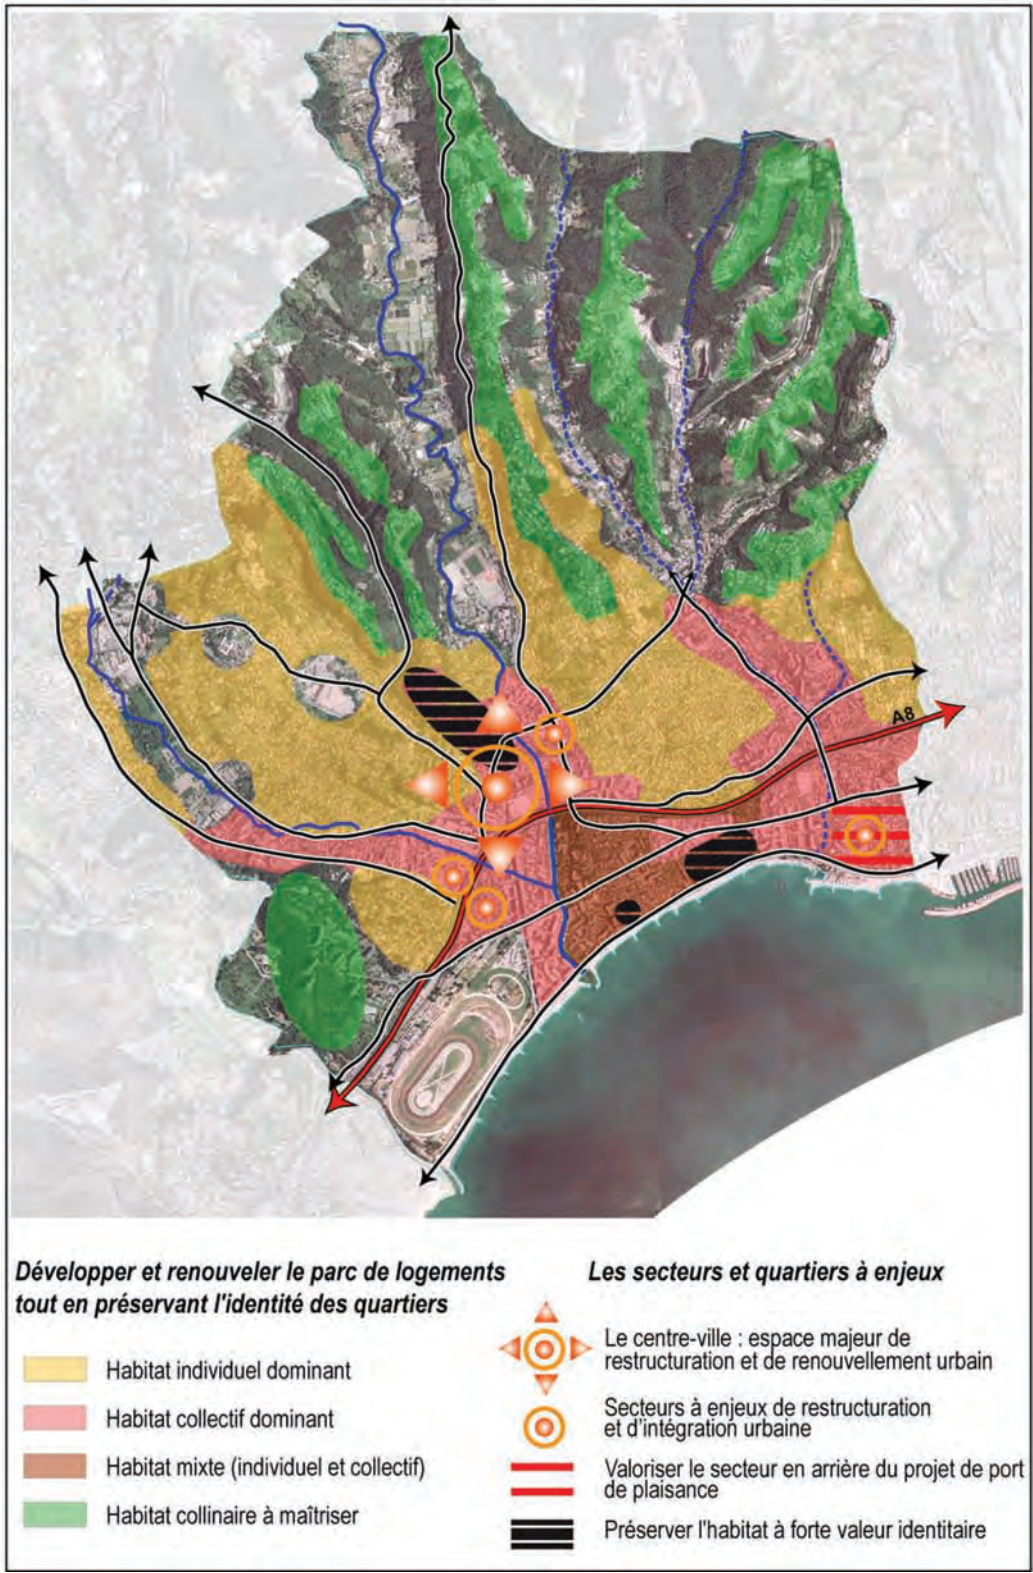 A8
Développer et renouveler le parc de logements
tout en préservant l'identité des quartiers
Habitat individuel dominant
Habitat collectif dominant
Habitat mixte (individuel et collectif)
Habitat collinaire à maîtriser
Les secteurs et quartiers à enjeux
Le centre-ville : espace majeur de
restructuration et de renouvellement urbain
Secteurs à enjeux de restructuration
et d'intégration urbaine
Valoriser le secteur en arrière du projet de port
de plaisance
Préserver l'habitat à forte valeur identitaire